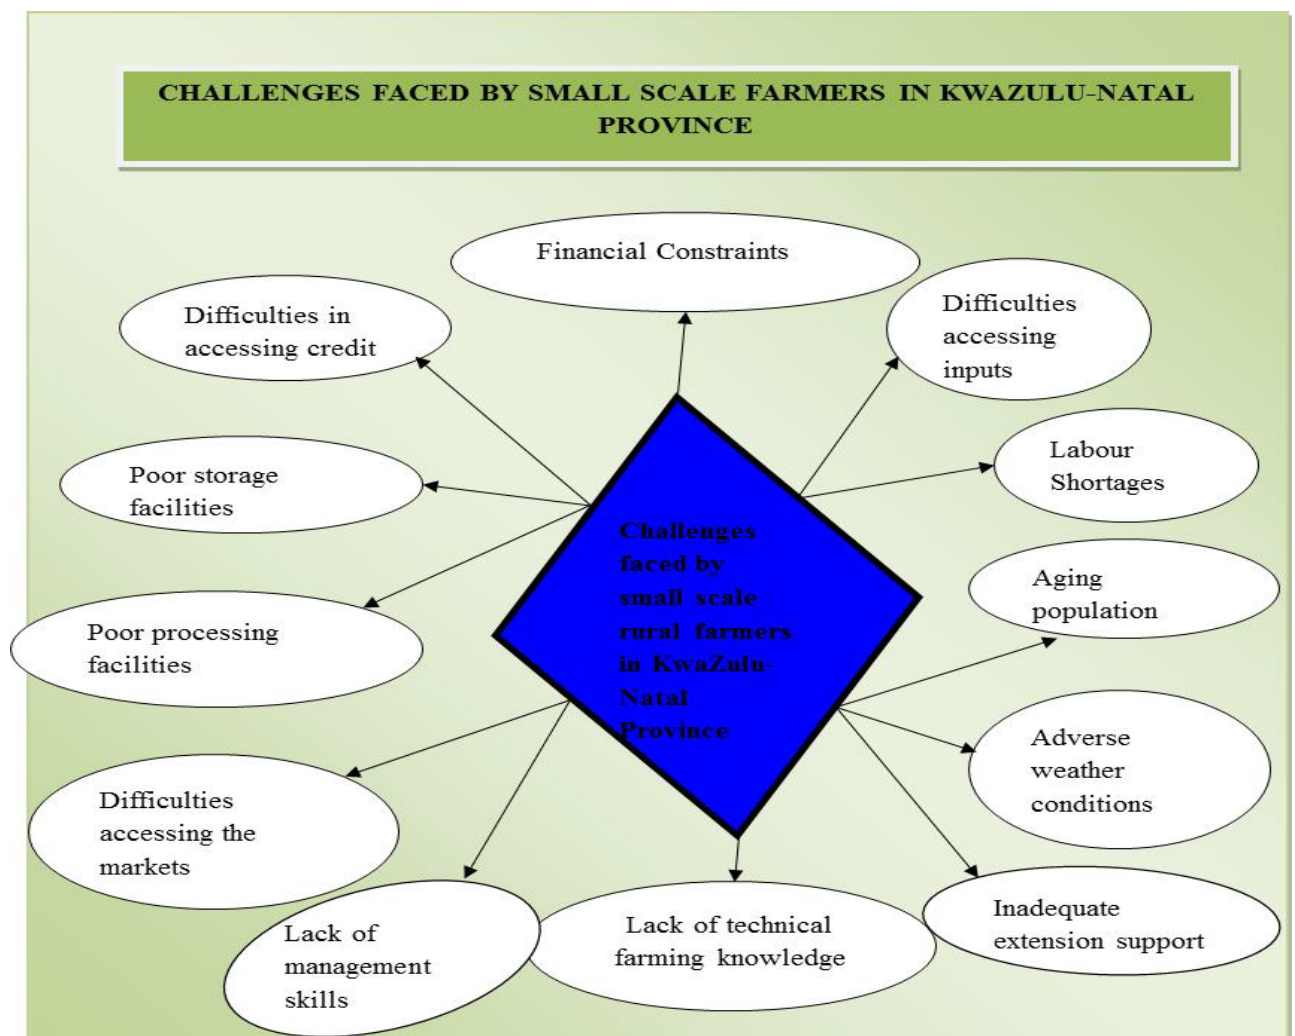 CHALLENGES FACED BY SMALL SCALE FARMERS IN KWAZULU-NATAL
PROVINCE
Financial Constraints
Difficulties in
accessing credit
Difficulties
accessing
inputs
Poor storage
facilities
Labour
Shortages
Challenges
faced by
small scale
rural farmers
in KwaZulu-
Natal
Province
Aging
population
Poor processing
facilities
Adverse
weather
conditions
Difficulties
accessing the
markets
Inadequate
extension support
Lack of technical
farming knowledge
Lack of
management
skills